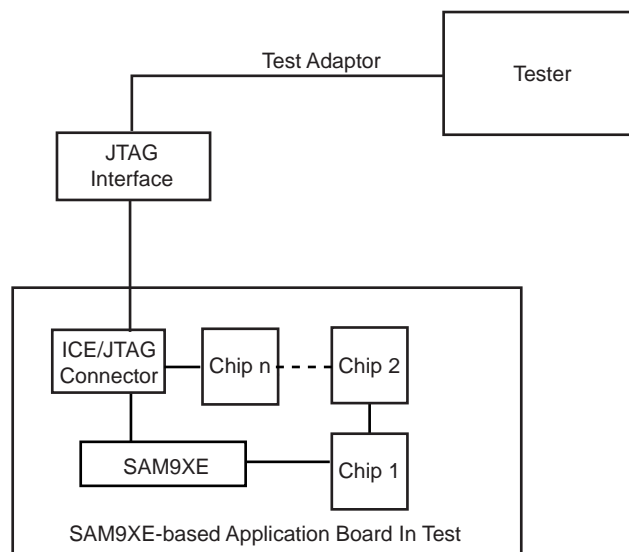 Test Adaptor
Tester
JTAG
Interface
ICE/JTAG
Connector
Chip n
Chip 2
SAM9XE
Chip 1
SAM9XE-based Application Board In Test